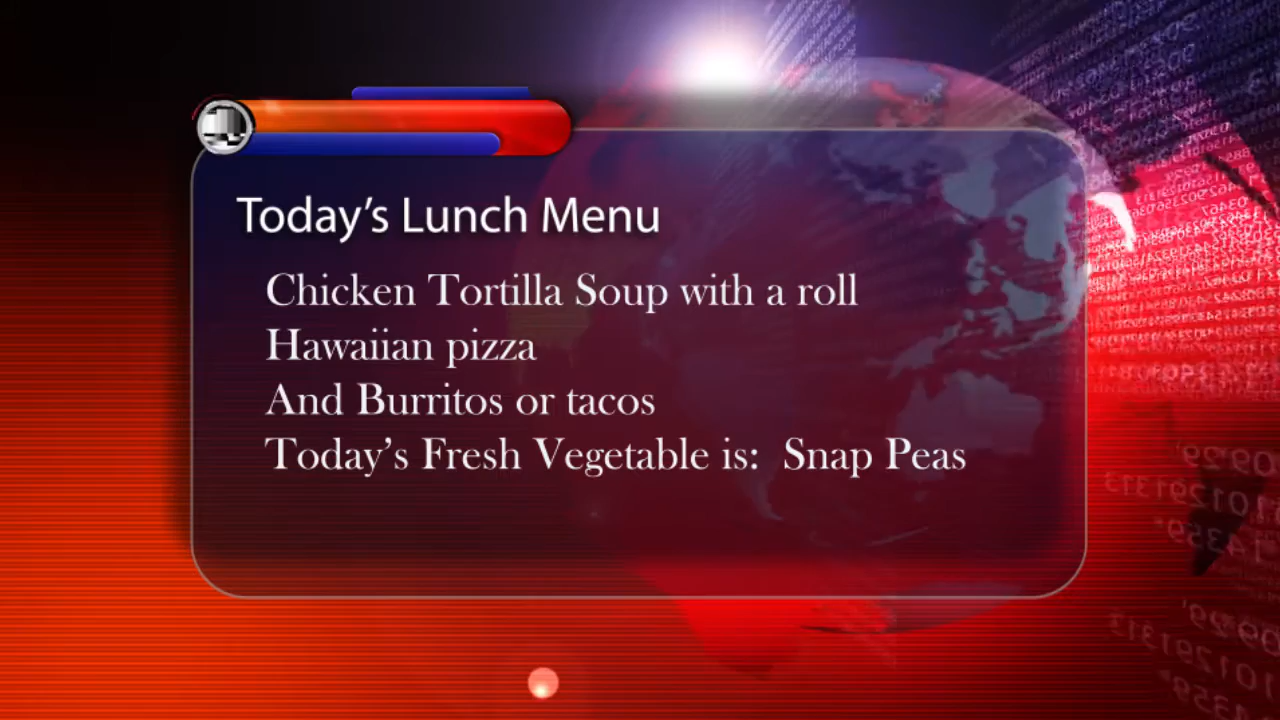 Today's Lunch Menu
Chicken Tortilla Soup with a roll
Hawaiian pizza
And Burritos or tacos
Today's Fresh Vegetable is:  Snap Peas